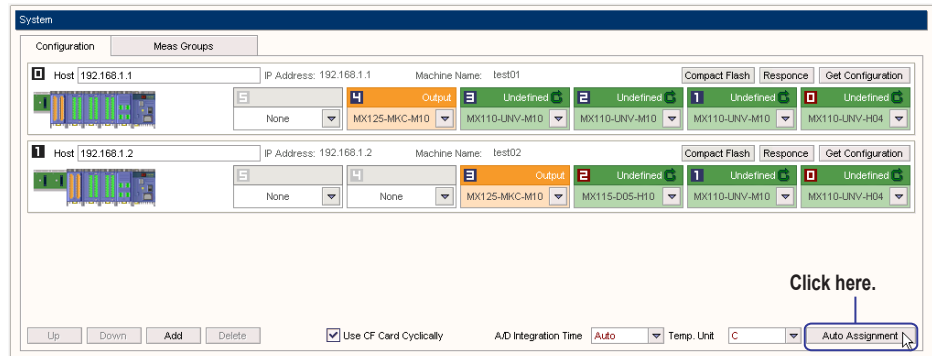 System
Configuration Meas Groups
0 Host 192.168.1.1 IP Address: 192.168.1.1 Machine Name: test01 Compact Flash Responce Get Configuration
5 4 Output 3 Undefined 2 Undefined 1 Undefined 0 Undefined
None MX125-MKC-M10 MX110-UNV-M10 MX110-UNV-M10 MX110-UNV-M10 MX110-UNV-H04
1 Host 192.168.1.2 IP Address: 192.168.1.2 Machine Name: test02 Compact Flash Responce Get Configuration
5 4 3 Output 2 Undefined 1 Undefined 0 Undefined
None None MX125-MKC-M10 MX115-D05-H10 MX110-UNV-M10 MX110-UNV-H04
Click here.
Up Down Add Delete Use CF Card Cyclically A/D Integration Time Auto Temp. Unit C Auto Assignment